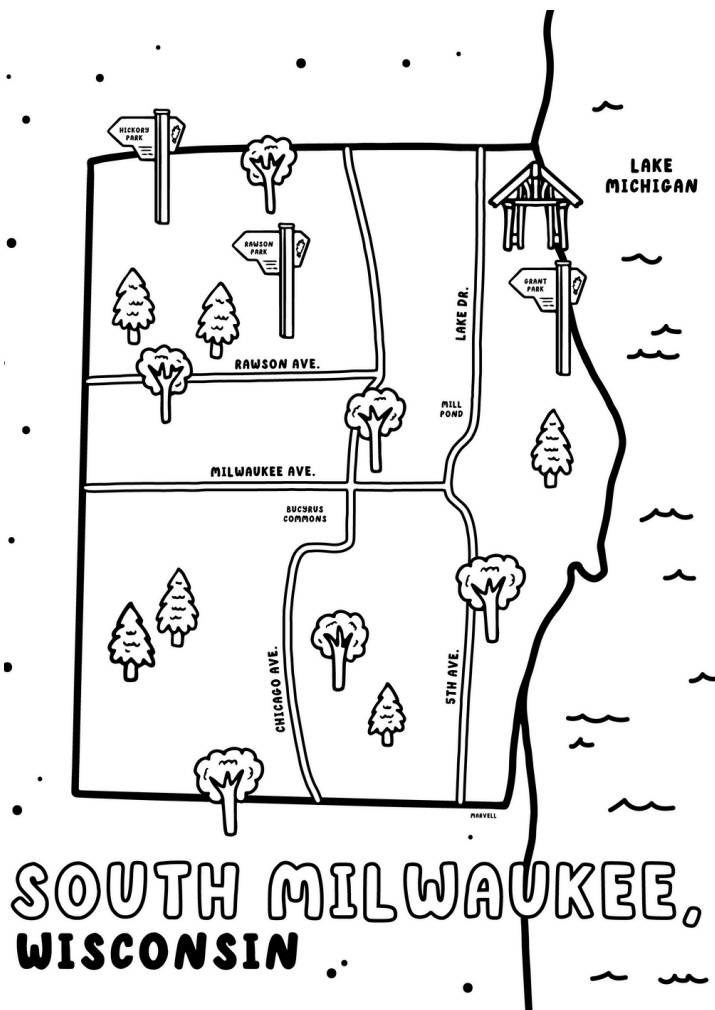 HICKORY
PARK
LAKE
MICHIGAN
RAWSON
PARK
GRANT
PARK
LAKE DR.
RAWSON AVE.
MILL
POND
MILWAUKEE AVE.
BUCYRUS
COMMONS
CHICAGO AVE.
5TH AVE.
MARVELL
SOUTH MILWAUKEE,
WISCONSIN